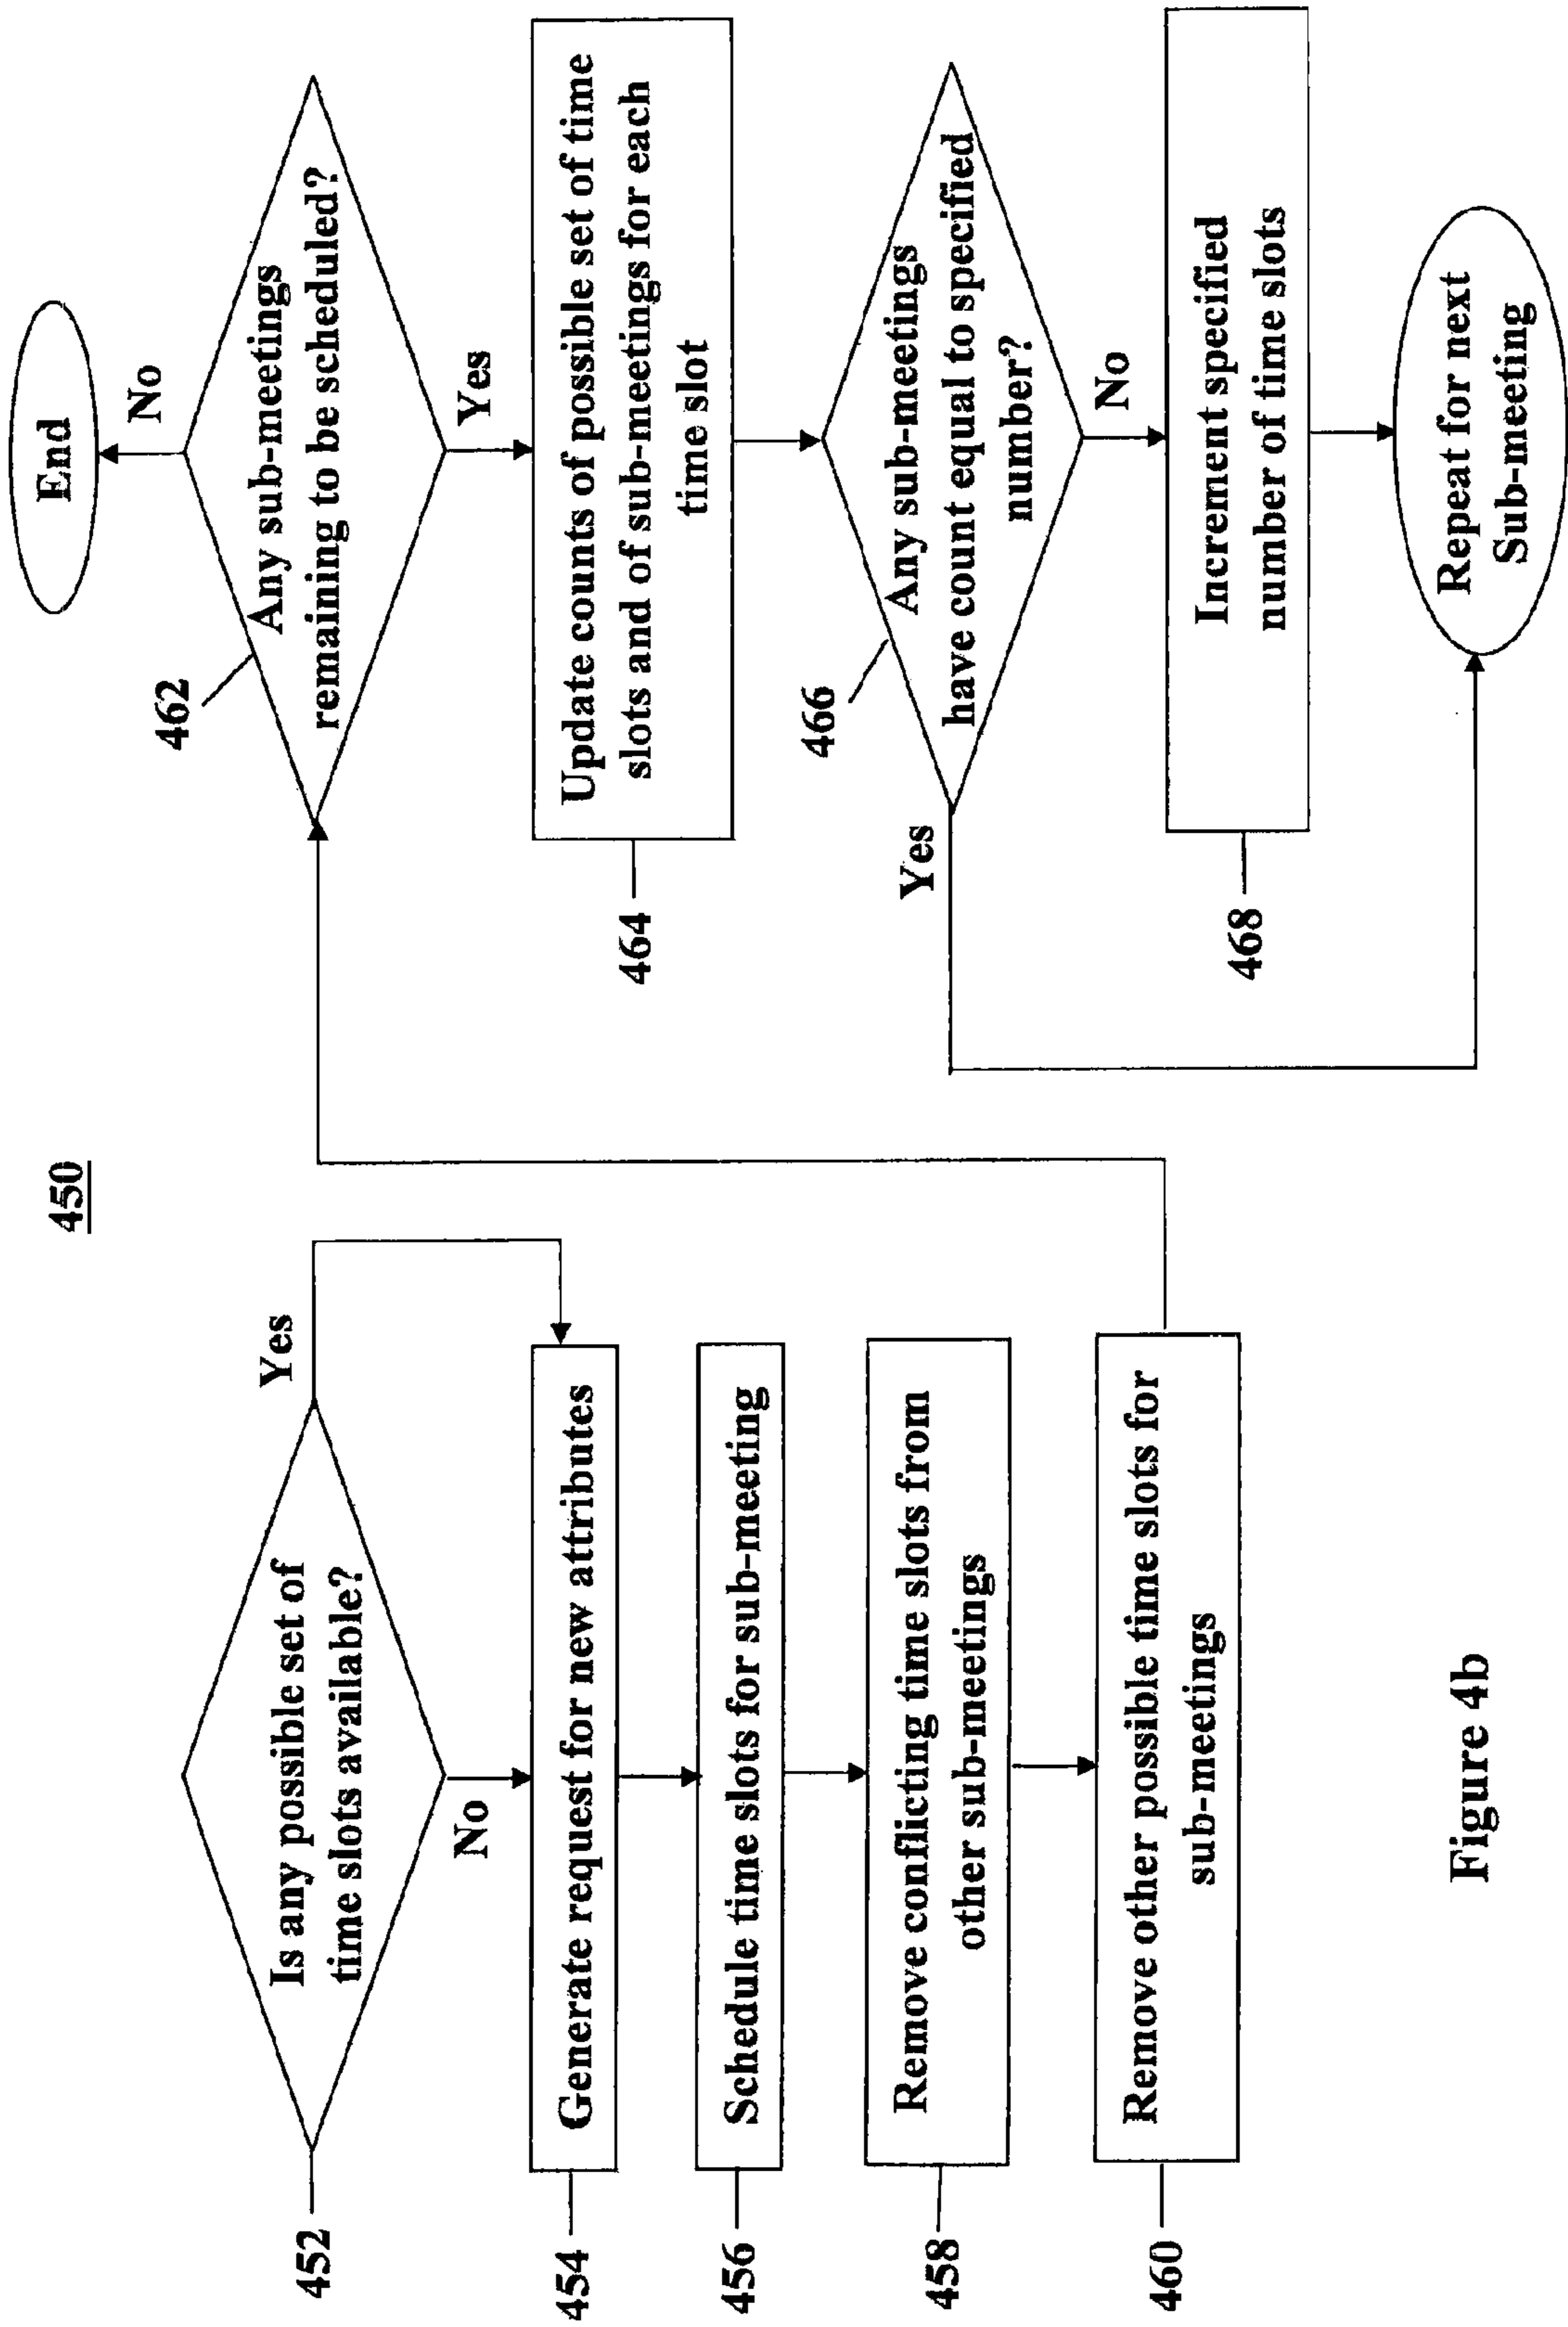 450
452
Is any possible set of
time slots available?
Yes
No
454
Generate request for new attributes
456
Schedule time slots for sub-meeting
458
Remove conflicting time slots from
other sub-meetings
460
Remove other possible time slots for
sub-meetings
End
No
462
Any sub-meetings
remaining to be scheduled?
Yes
464
Update counts of possible set of time
slots and of sub-meetings for each
time slot
466
Any sub-meetings
have count equal to specified
number?
Yes
No
468
Increment specified
number of time slots
Repeat for next
Sub-meeting
Figure 4b